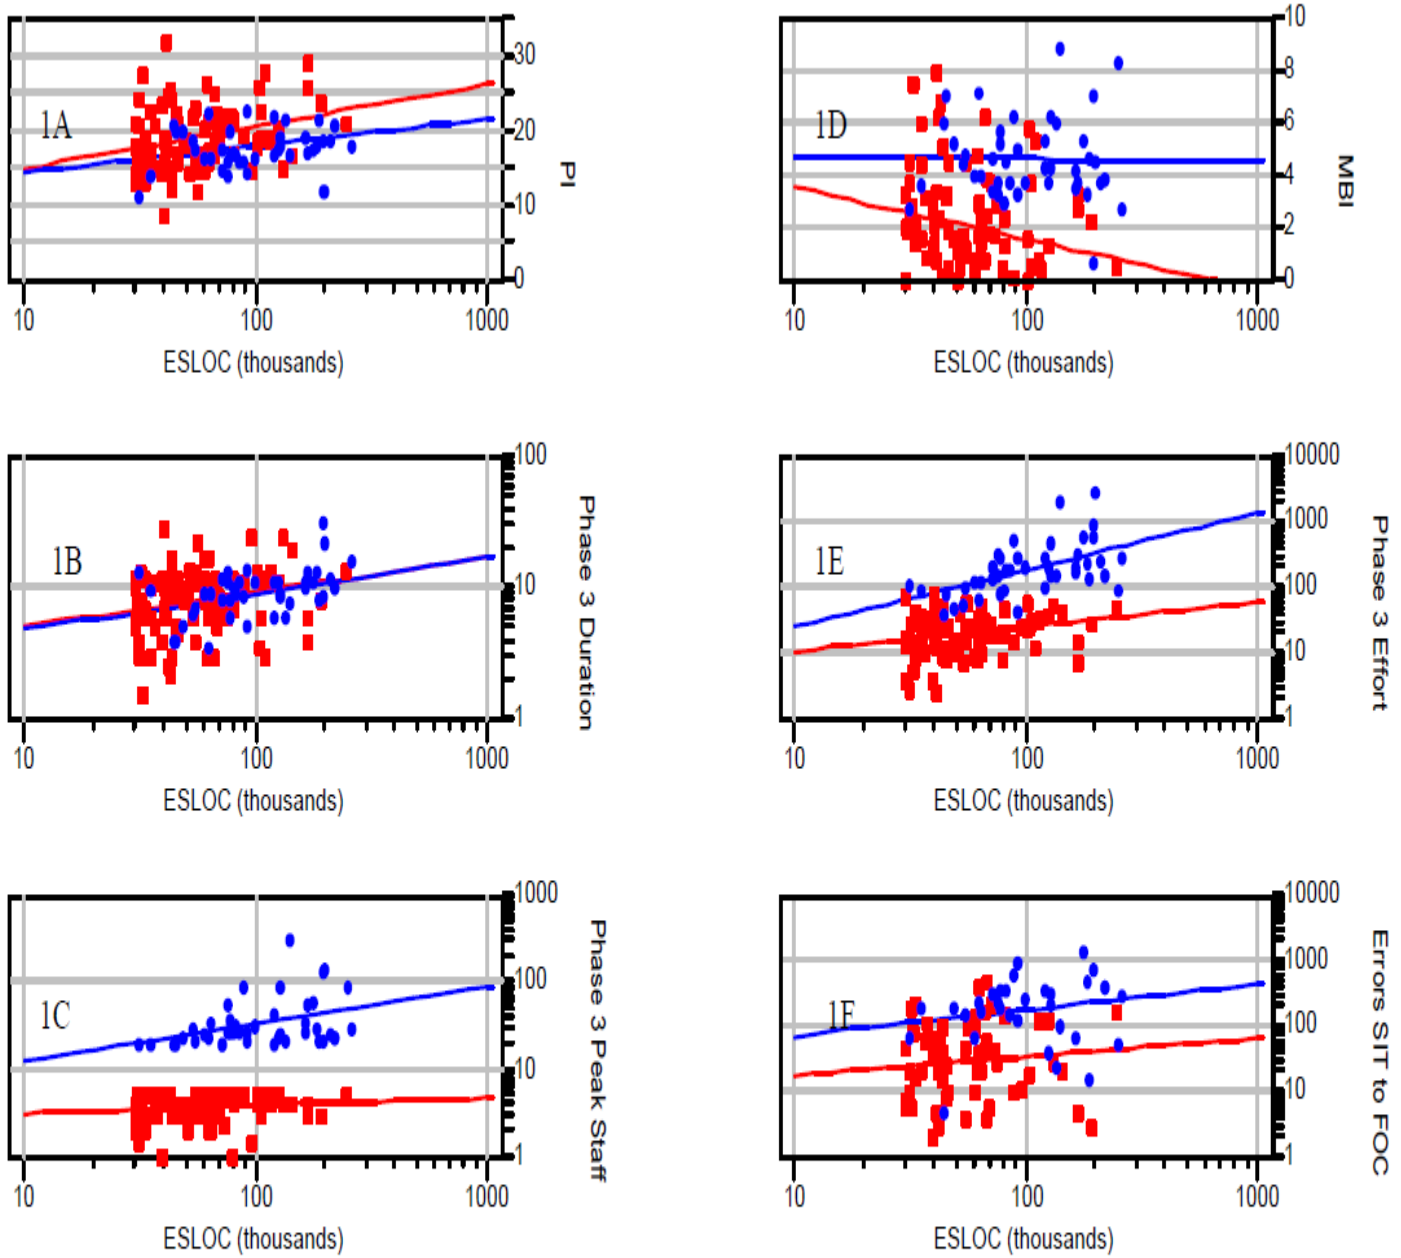 30
20
10
0
1A
PI
10 100 1000
ESLOC (thousands)
10
8
6
4
2
0
1D
MBI
10 100 1000
ESLOC (thousands)
100
10
1
1B
Phase 3 Duration
10 100 1000
ESLOC (thousands)
10000
1000
100
10
1
1E
Phase 3 Effort
10 100 1000
ESLOC (thousands)
1000
100
10
1
1C
Phase 3 Peak Staff
10 100 1000
ESLOC (thousands)
10000
1000
100
10
1
1F
Errors SIT to FOC
10 100 1000
ESLOC (thousands)